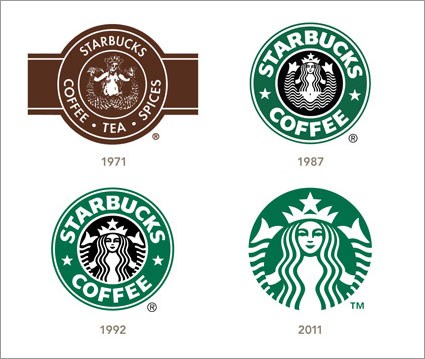 STARBUCKS
COFFEE • TEA • SPICES
®
1971
STARBUCKS
COFFEE
®
1987
STARBUCKS
COFFEE
®
1992
TM
2011